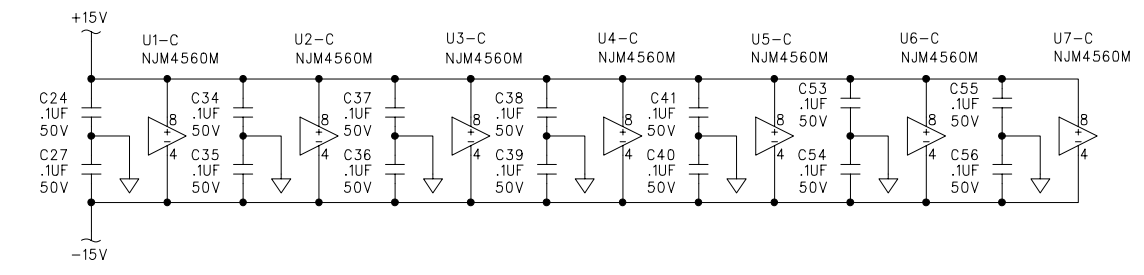 +15V
U1-C
NJM4560M
U2-C
NJM4560M
U3-C
NJM4560M
U4-C
NJM4560M
U5-C
NJM4560M
U6-C
NJM4560M
U7-C
NJM4560M
C24
.1UF
50V
C27
.1UF
50V
8
+
-
4
C34
.1UF
50V
C35
.1UF
50V
8
+
-
4
C37
.1UF
50V
C36
.1UF
50V
8
+
-
4
C38
.1UF
50V
C39
.1UF
50V
8
+
-
4
C41
.1UF
50V
C40
.1UF
50V
8
+
-
4
C53
.1UF
50V
C54
.1UF
50V
8
+
-
4
C55
.1UF
50V
C56
.1UF
50V
8
+
-
4
-15V